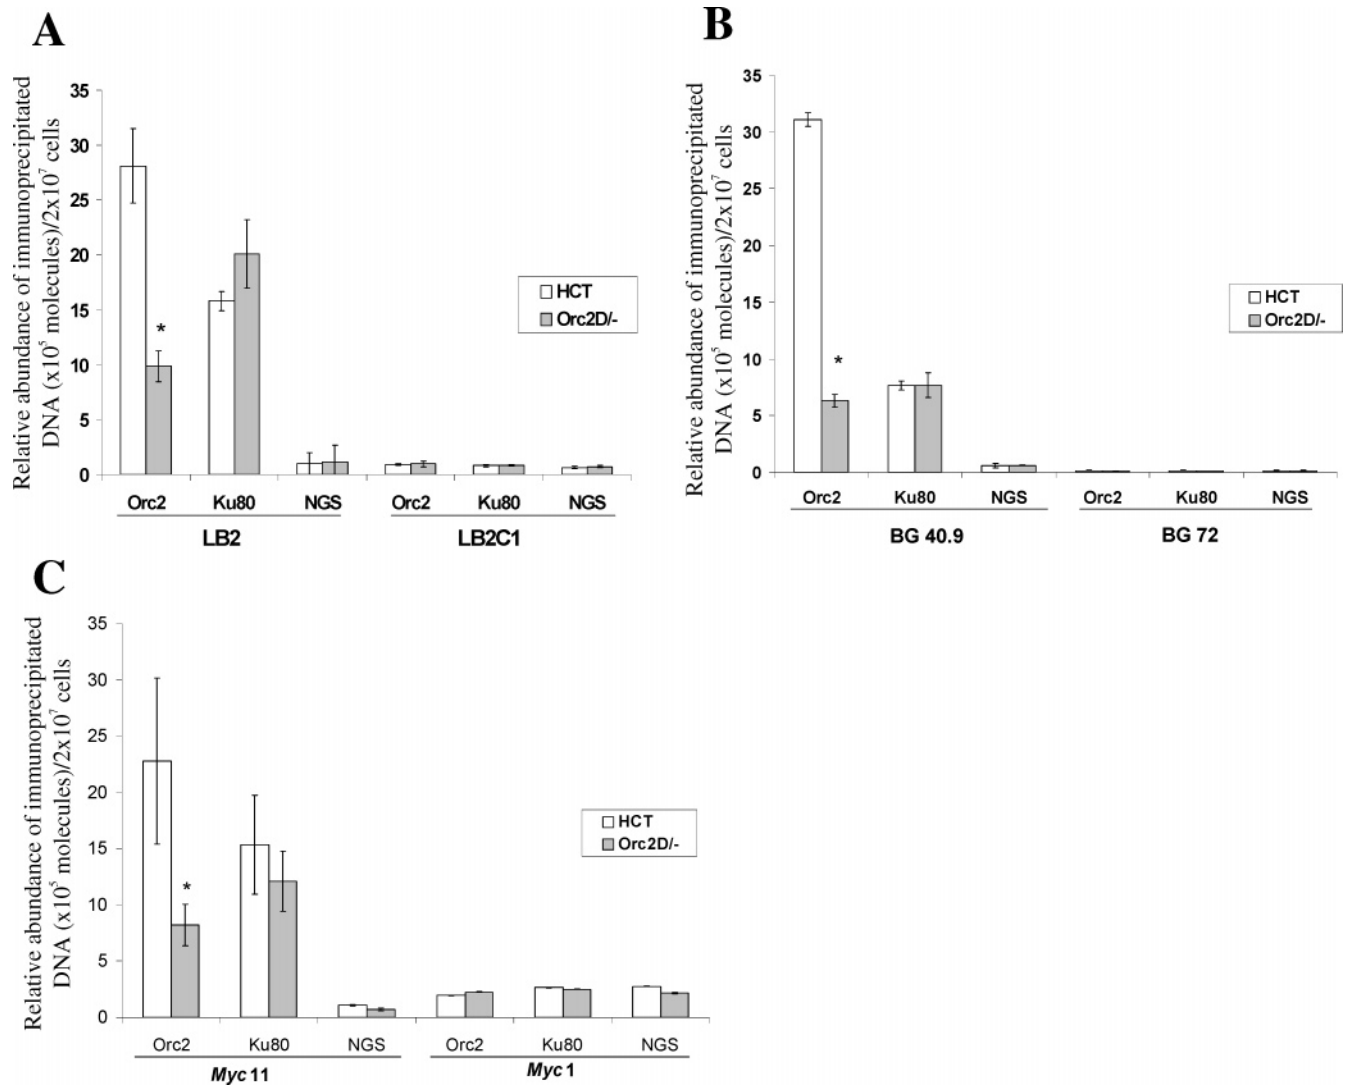 A
Relative abundance of immunoprecipitated
DNA (x10⁵ molecules)/2x10⁷ cells
35
30
25
20
15
10
5
0
*
HCT
Orc2D/-
Orc2 Ku80 NGS Orc2 Ku80 NGS
LB2 LB2C1
B
Relative abundance of immunoprecipitated
DNA (x10⁵ molecules)/2x10⁷ cells
35
30
25
20
15
10
5
0
*
HCT
Orc2D/-
Orc2 Ku80 NGS Orc2 Ku80 NGS
BG 40.9 BG 72
C
Relative abundance of immunoprecipitated
DNA (x10⁵ molecules)/2x10⁷ cells
35
30
25
20
15
10
5
0
*
HCT
Orc2D/-
Orc2 Ku80 NGS Orc2 Ku80 NGS
Myc 11 Myc 1